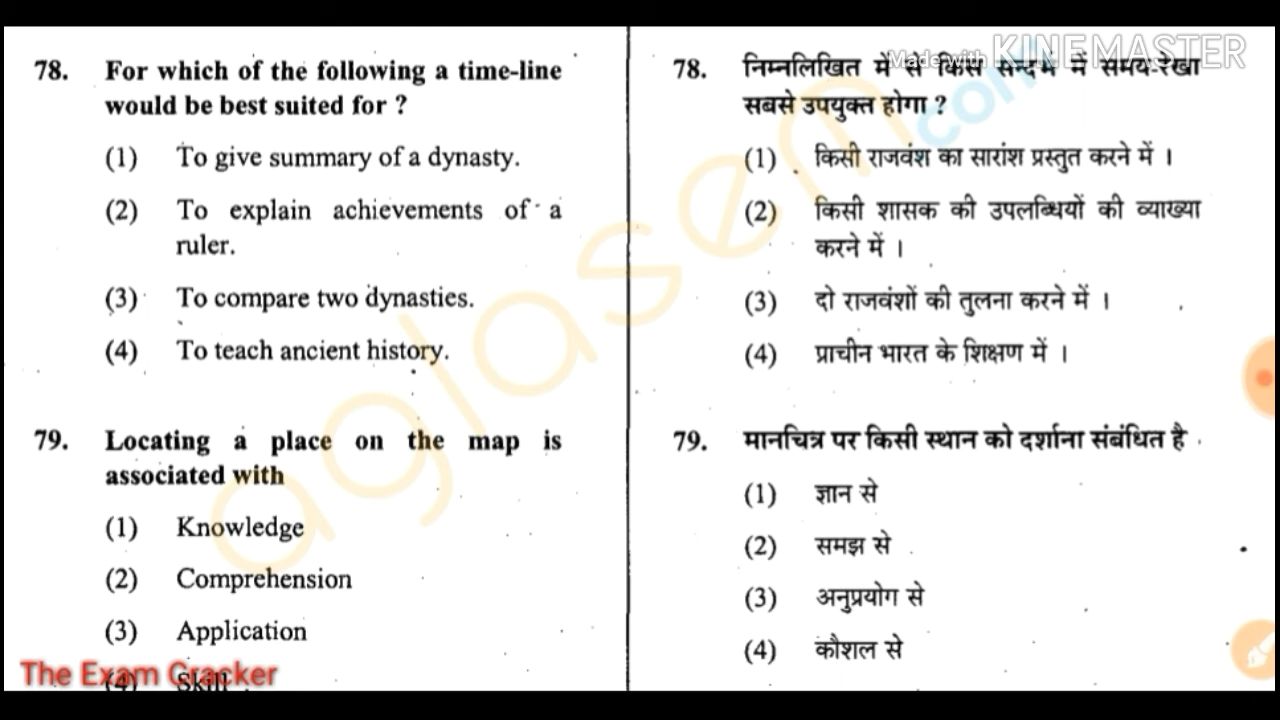 Made with KINEMASTER
78. For which of the following a time-line
would be best suited for ?
(1) To give summary of a dynasty.
(2) To explain achievements of a
ruler.
(3) To compare two dynasties.
(4) To teach ancient history.
79. Locating a place on the map is
associated with
(1) Knowledge
(2) Comprehension
(3) Application
(4) Skill
78. निम्नलिखित में से किस सन्दर्भ में समय-रेखा
सबसे उपयुक्त होगा ?
(1) किसी राजवंश का सारांश प्रस्तुत करने में ।
(2) किसी शासक की उपलब्धियों की व्याख्या
करने में ।
(3) दो राजवंशों की तुलना करने में ।
(4) प्राचीन भारत के शिक्षण में ।
79. मानचित्र पर किसी स्थान को दर्शाना संबंधित है
(1) ज्ञान से
(2) समझ से
(3) अनुप्रयोग से
(4) कौशल से
aglasem.com
The Exam Cracker